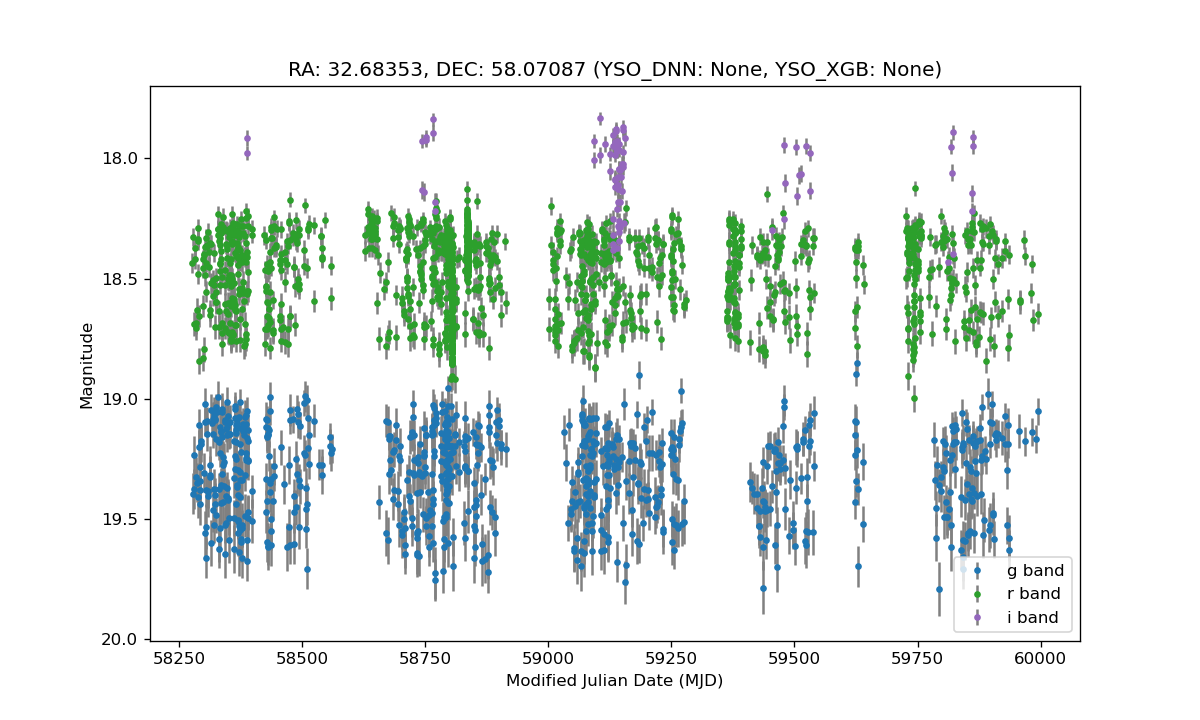 RA: 32.68353, DEC: 58.07087 (YSO_DNN: None, YSO_XGB: None)
Magnitude
18.0
18.5
19.0
19.5
20.0
g band
r band
i band
58250 58500 58750 59000 59250 59500 59750 60000
Modified Julian Date (MJD)